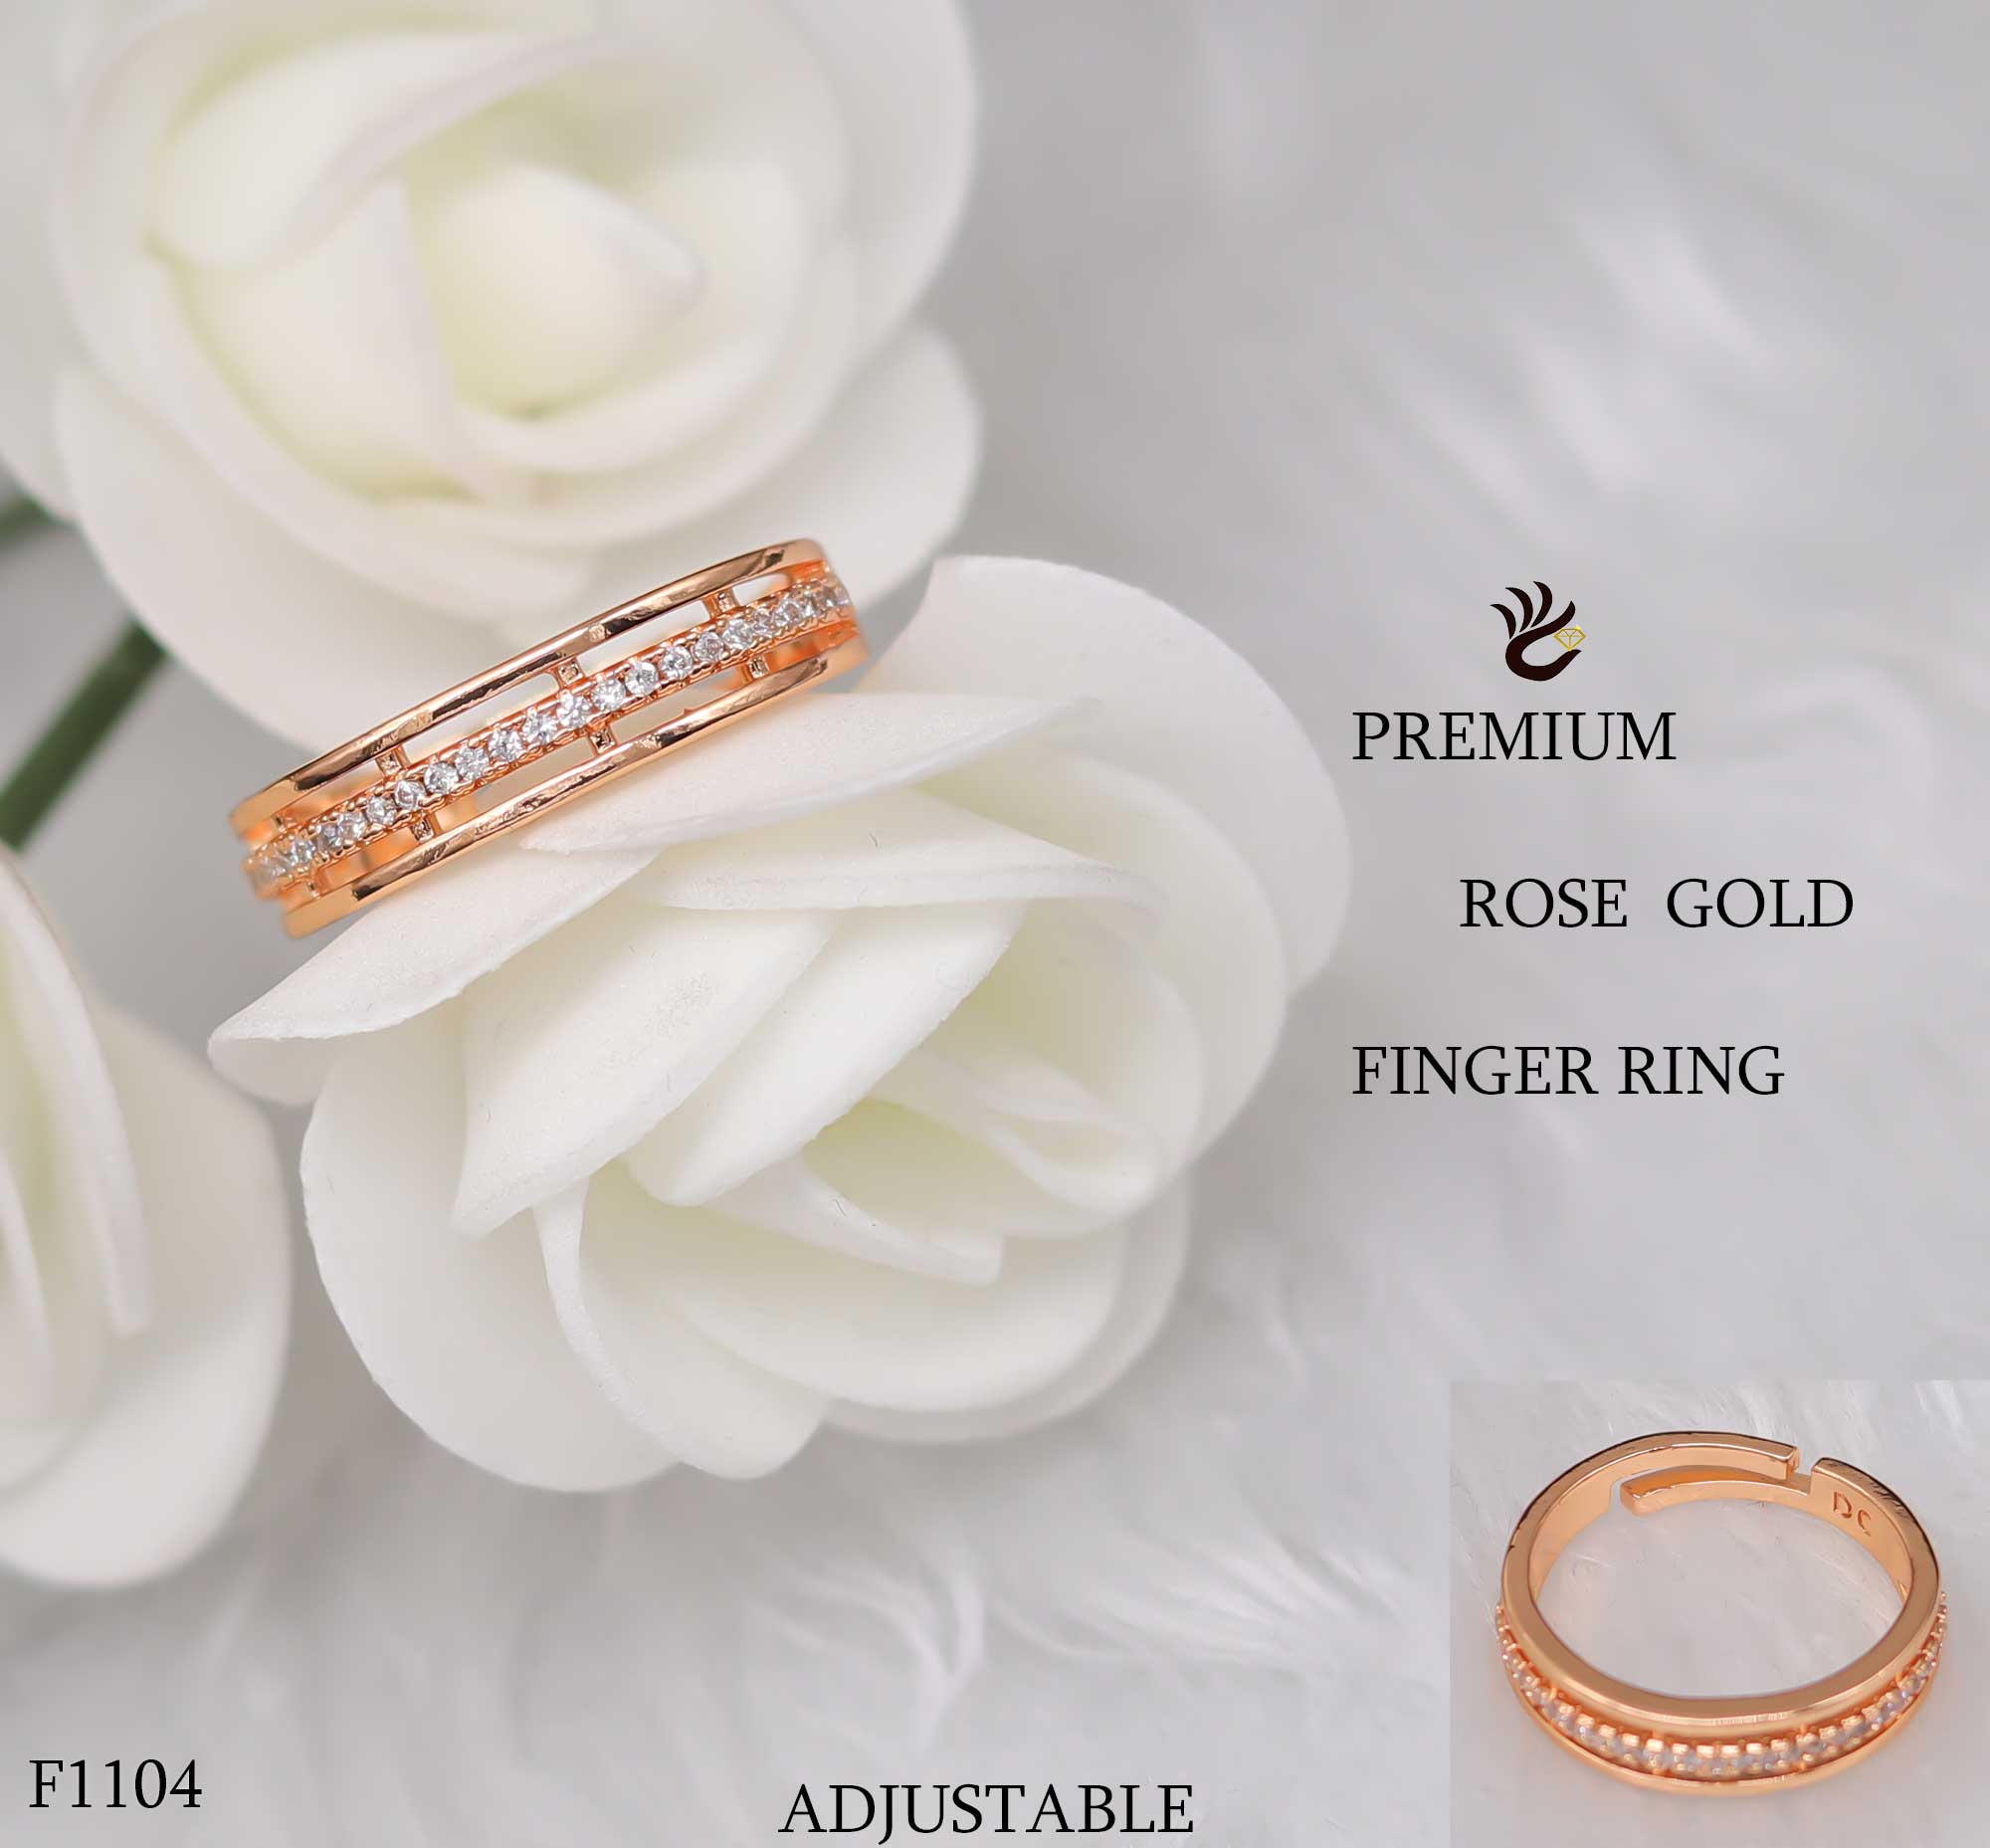 PREMIUM
ROSE GOLD
FINGER RING
DC
F1104
ADJUSTABLE